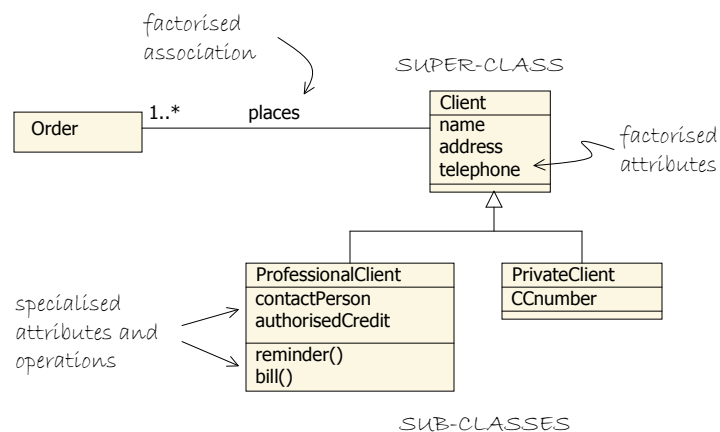 factorised
association
SUPER-CLASS
Order
1..*
places
Client
name
address
telephone
factorised
attributes
ProfessionalClient
contactPerson
authorisedCredit
reminder()
bill()
PrivateClient
CCnumber
specialised
attributes and
operations
SUB-CLASSES